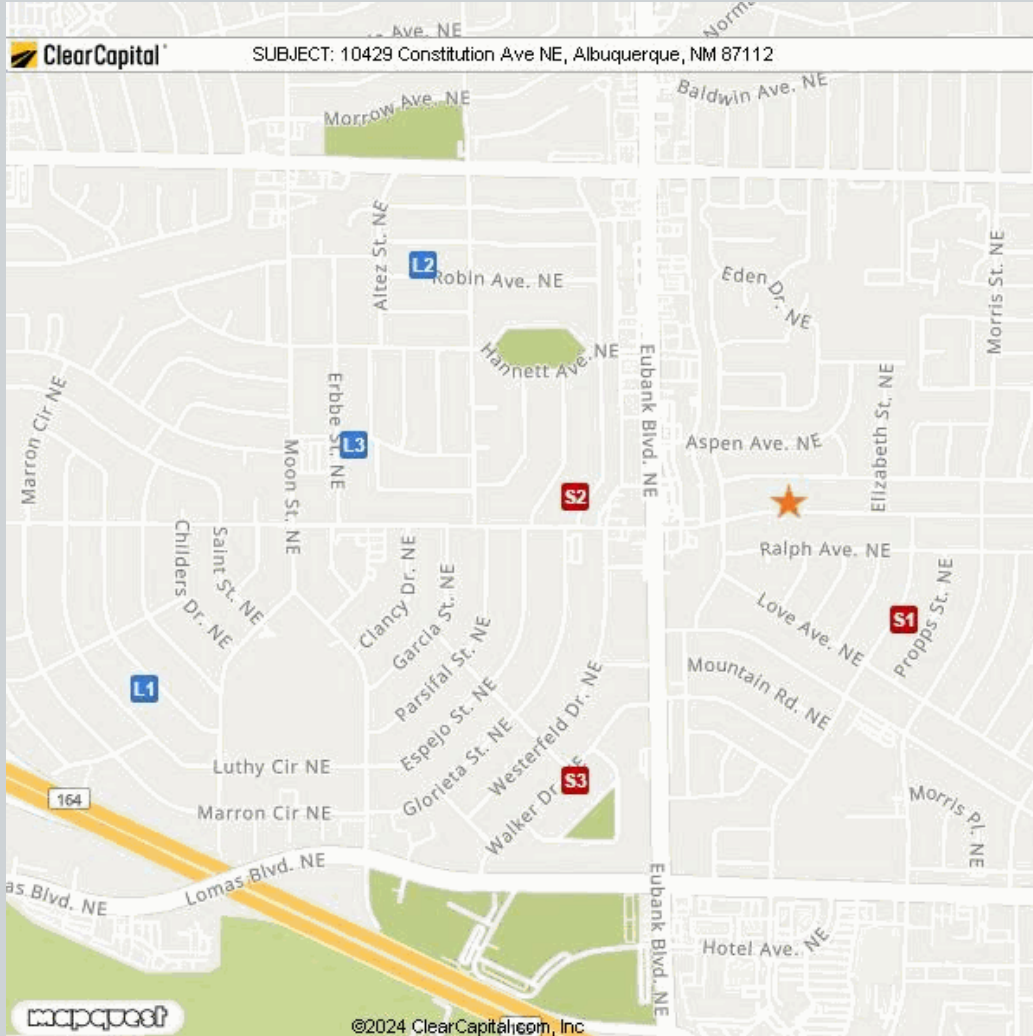 Ave. NE
Norm
ClearCapital
SUBJECT: 10429 Constitution Ave NE, Albuquerque, NM 87112
Baldwin Ave. NE
Morrow Ave. NE
Altez St. NE
L2
Robin Ave. NE
Eden Dr. NE
Morris St. NE
Hannett Ave. NE
Eubank Blvd. NE
Marron Cir NE
Erbbe St. NE
L3
Moon St. NE
Aspen Ave. NE
Elizabeth St. NE
S2
Ralph Ave. NE
Childers Dr. NE
Saint St. NE
Clancy Dr. NE
Garcia St. NE
Parsifal St. NE
Love Ave. NE
S1
Propps St. NE
L1
Mountain Rd. NE
Espejo St. NE
Glorieta St. NE
Westerfeld Dr. NE
Walker Dr. NE
S3
Luthy Cir NE
164
Marron Cir NE
Morris Pl. NE
Lomas Blvd. NE
as Blvd. NE
Eubank Blvd. NE
Hotel Ave. NE
mapquest
©2024 ClearCapital.com, Inc